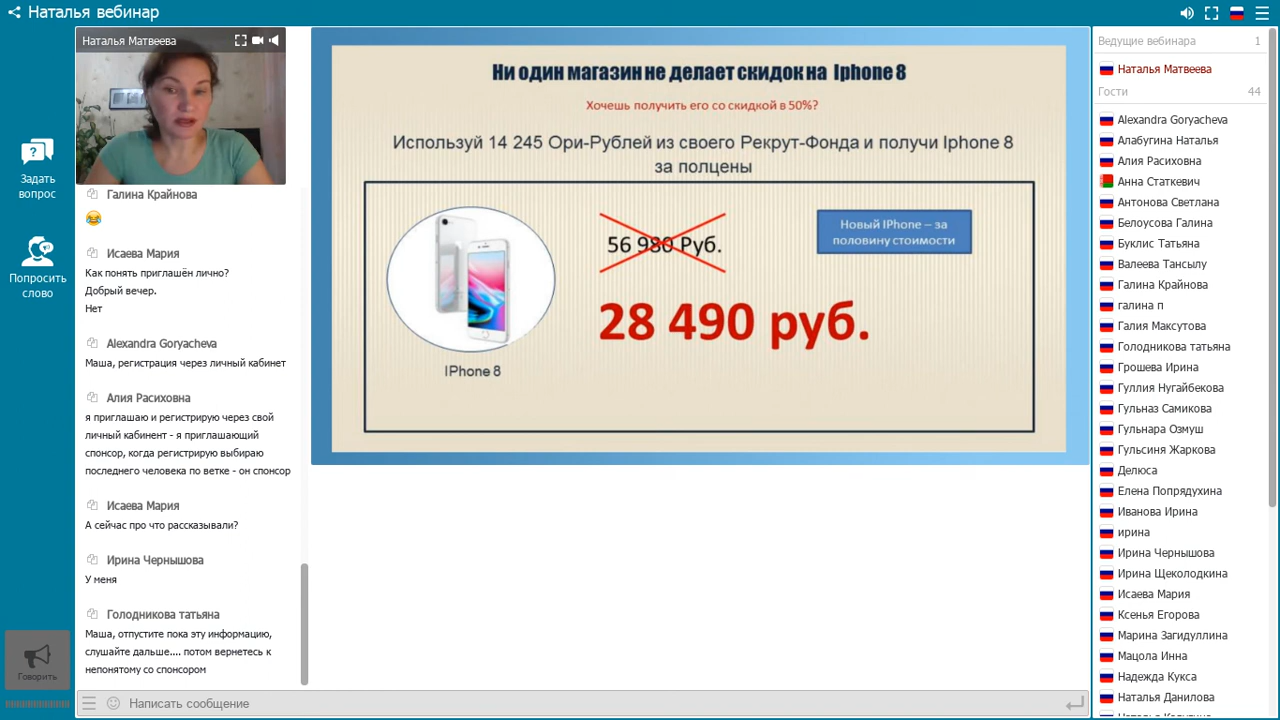 Наталья вебинар
Наталья Матвеева
Задать
вопрос
Попросить
слово
Говорить
Галина Крайнова
Исаева Мария
Как понять приглашён лично?
Добрый вечер.
Нет
Alexandra Goryacheva
Маша, регистрация через личный кабинет
Алия Расиховна
я приглашаю и регистрирую через свой
личный кабинент - я приглашающий
спонсор, когда регистрирую выбираю
последнего человека по ветке - он спонсор
Исаева Мария
А сейчас про что рассказывали?
Ирина Чернышова
У меня
Голодникова татьяна
Маша, отпустите пока эту информацию,
слушайте дальше.... потом вернетесь к
непонятому со спонсором
Написать сообщение
Ни один магазин не делает скидок на Iphone 8
Хочешь получить его со скидкой в 50%?
Используй 14 245 Ори-Рублей из своего Рекрут-Фонда и получи Iphone 8
за полцены
56 980 Руб.
Новый IPhone – за
половину стоимости
28 490 руб.
IPhone 8
Ведущие вебинара 1
Наталья Матвеева
Гости 44
Alexandra Goryacheva
Алабугина Наталья
Алия Расиховна
Анна Статкевич
Антонова Светлана
Белоусова Галина
Буклис Татьяна
Валеева Тансылу
Галина Крайнова
галина п
Галия Максутова
Голодникова татьяна
Грошева Ирина
Гуллия Нугайбекова
Гульназ Самикова
Гульнара Озмуш
Гульсиня Жаркова
Делюса
Елена Попрядухина
Иванова Ирина
ирина
Ирина Чернышова
Ирина Щеколодкина
Исаева Мария
Ксенья Егорова
Марина Загидуллина
Мацола Инна
Надежда Кукса
Наталья Данилова